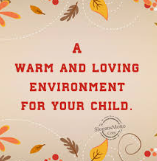 A
WARM AND LOVING
ENVIRONMENT
FOR YOUR CHILD.